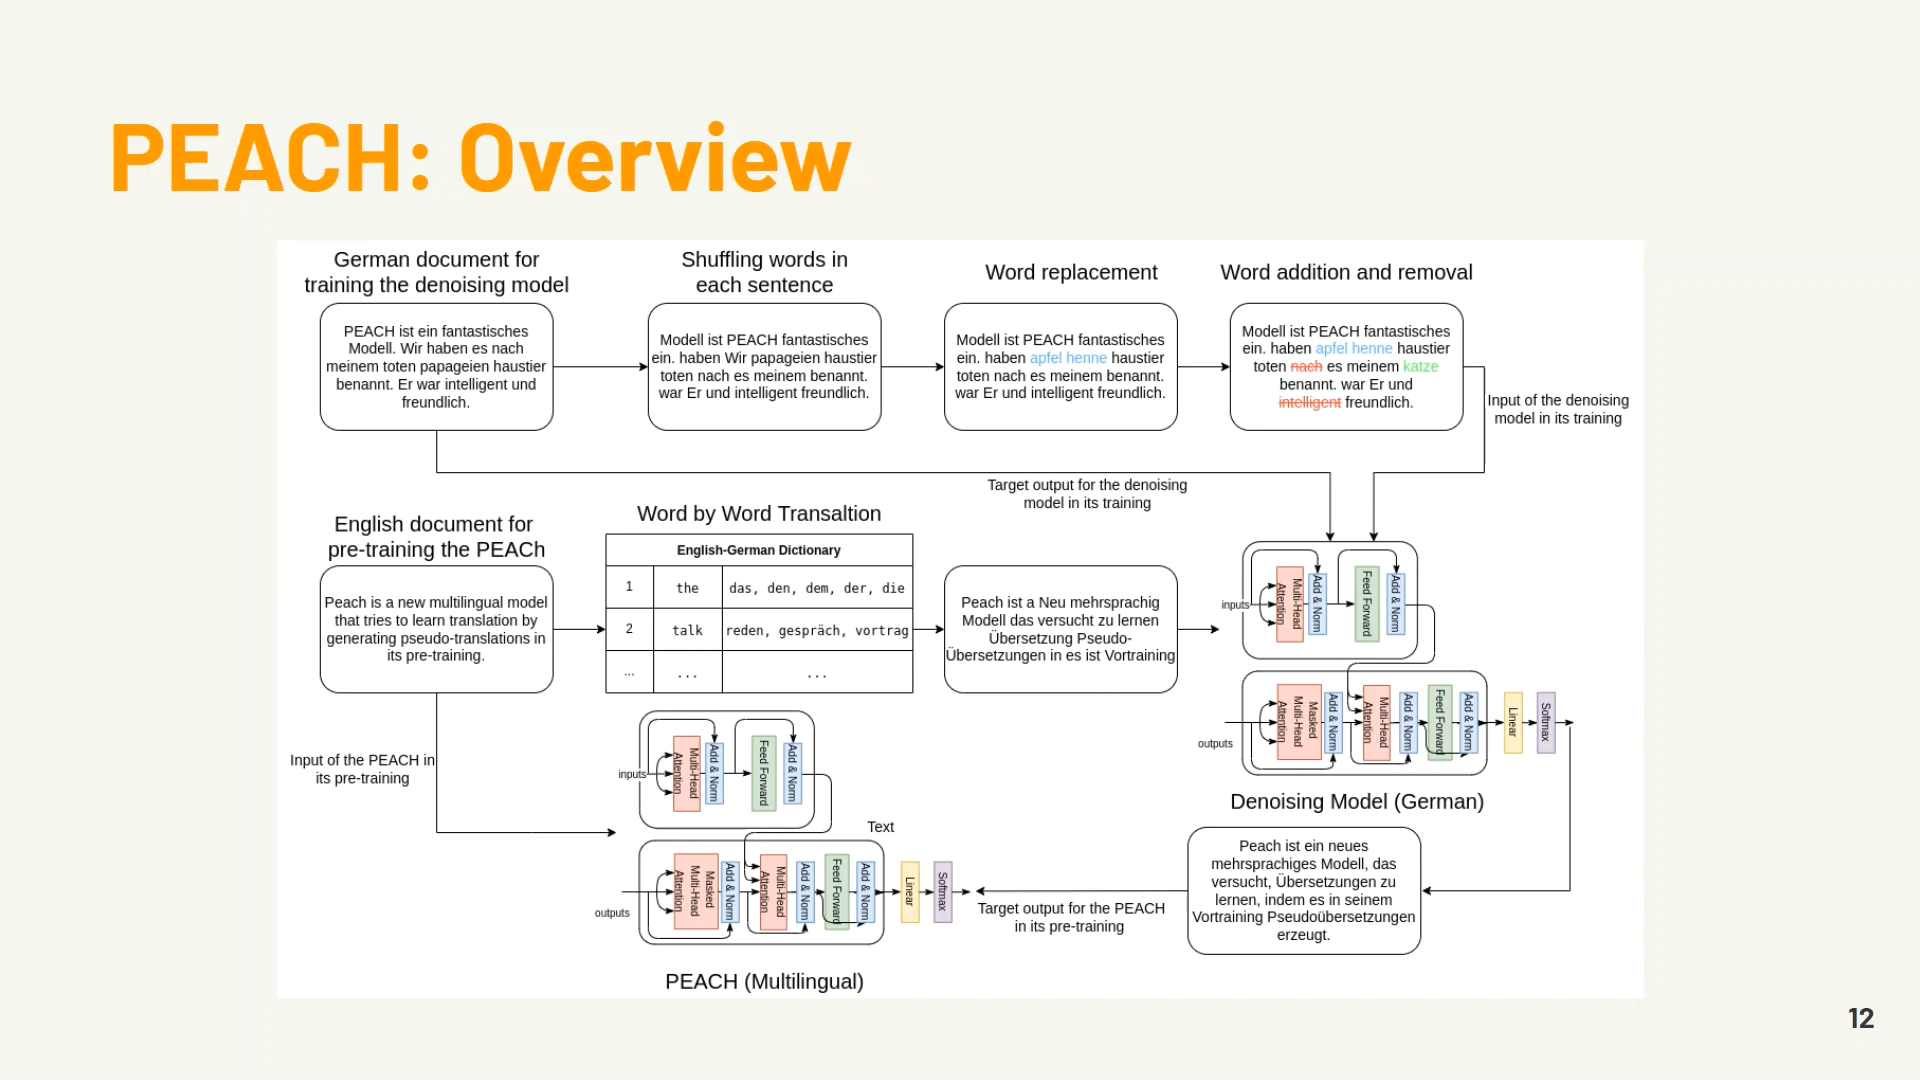 PEACH: Overview
German document for
training the denoising model
Shuffling words in
each sentence
Word replacement
Word addition and removal
PEACH ist ein fantastisches
Modell. Wir haben es nach
meinem toten papageien haustier
benannt. Er war intelligent und
freundlich.
Modell ist PEACH fantastisches
ein. haben Wir papageien haustier
toten nach es meinem benannt.
war Er und intelligent freundlich.
Modell ist PEACH fantastisches
ein. haben apfel henne haustier
toten nach es meinem benannt.
war Er und intelligent freundlich.
Modell ist PEACH fantastisches
ein. haben apfel henne haustier
toten nach es meinem katze
benannt. war Er und
intelligent freundlich.
Input of the denoising
model in its training
Target output for the denoising
model in its training
English document for
pre-training the PEACh
Word by Word Transaltion
Peach is a new multilingual model
that tries to learn translation by
generating pseudo-translations in
its pre-training.
English-German Dictionary
1 the das, den, dem, der, die
2 talk reden, gespräch, vortrag
... ... ...
Peach ist a Neu mehrsprachig
Modell das versucht zu lernen
Übersetzung Pseudo-
Übersetzungen in es ist Vortraining
inputs
Multi-Head
Attention
Add & Norm
Feed Forward
Add & Norm
outputs
Masked
Multi-Head
Attention
Add & Norm
Multi-Head
Attention
Add & Norm
Feed Forward
Add & Norm
Linear
Softmax
Denoising Model (German)
Input of the PEACH in
its pre-training
inputs
Multi-Head
Attention
Add & Norm
Feed Forward
Add & Norm
Text
outputs
Masked
Multi-Head
Attention
Add & Norm
Multi-Head
Attention
Add & Norm
Feed Forward
Add & Norm
Linear
Softmax
Target output for the PEACH
in its pre-training
Peach ist ein neues
mehrsprachiges Modell, das
versucht, Übersetzungen zu
lernen, indem es in seinem
Vortraining Pseudoübersetzungen
erzeugt.
PEACH (Multilingual)
12